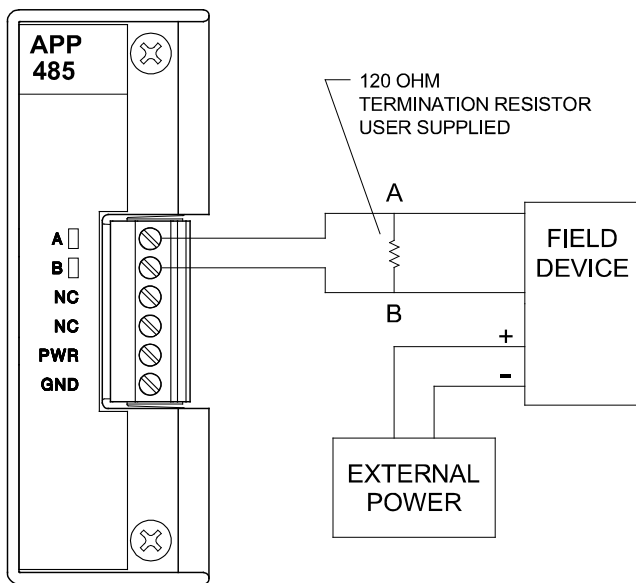 APP
485
120 OHM
TERMINATION RESISTOR
USER SUPPLIED
A
B
NC
NC
PWR
GND
A
B
FIELD
DEVICE
+
-
EXTERNAL
POWER